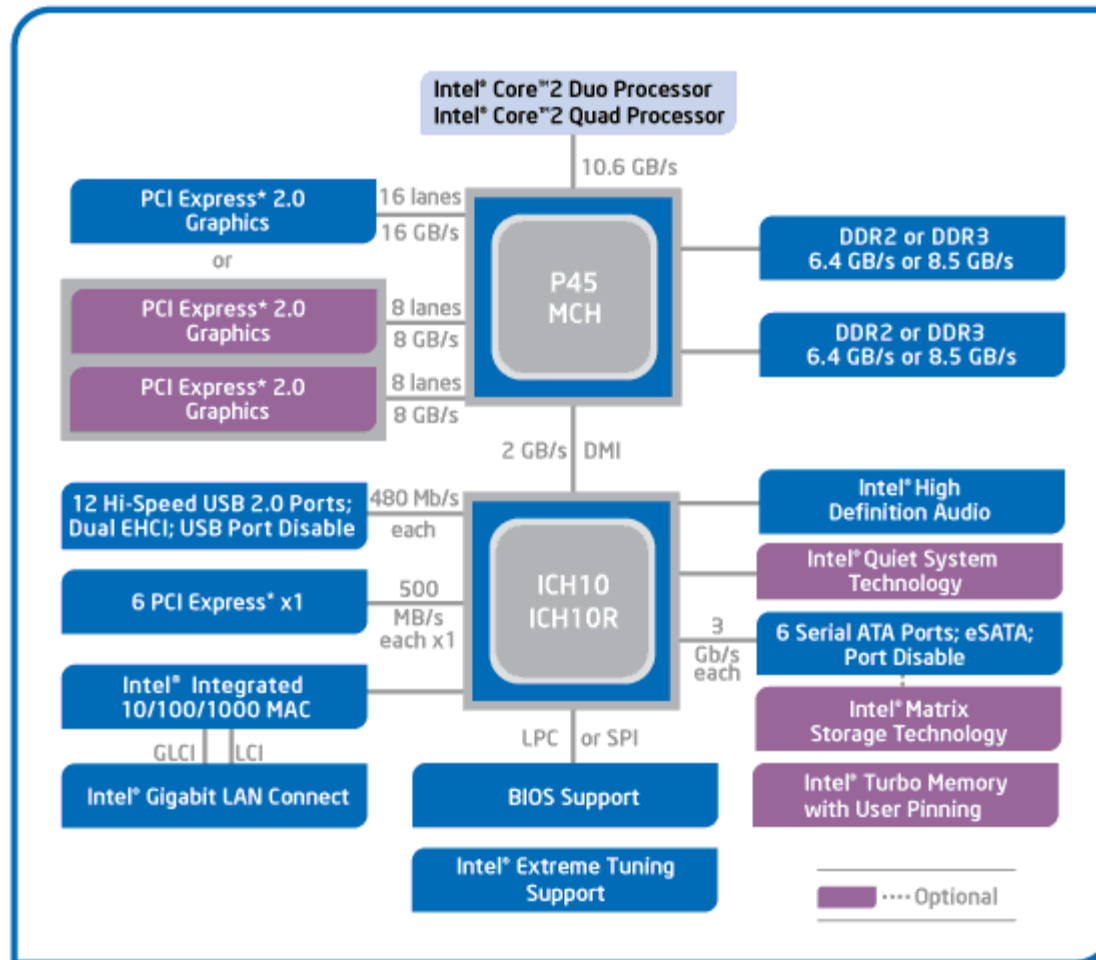 Intel® Core™2 Duo Processor
Intel® Core™2 Quad Processor
10.6 GB/s
PCI Express* 2.0
Graphics
16 lanes
16 GB/s
or
PCI Express* 2.0
Graphics
8 lanes
8 GB/s
PCI Express* 2.0
Graphics
8 lanes
8 GB/s
P45
MCH
DDR2 or DDR3
6.4 GB/s or 8.5 GB/s
DDR2 or DDR3
6.4 GB/s or 8.5 GB/s
2 GB/s DMI
12 Hi-Speed USB 2.0 Ports;
Dual EHCI; USB Port Disable
480 Mb/s
each
6 PCI Express* x1
500
MB/s
each x1
Intel® Integrated
10/100/1000 MAC
GLCI LCI
Intel® Gigabit LAN Connect
ICH10
ICH10R
Intel® High
Definition Audio
Intel® Quiet System
Technology
3
Gb/s
each
6 Serial ATA Ports; eSATA;
Port Disable
Intel® Matrix
Storage Technology
Intel® Turbo Memory
with User Pinning
LPC or SPI
BIOS Support
Intel® Extreme Tuning
Support
Optional